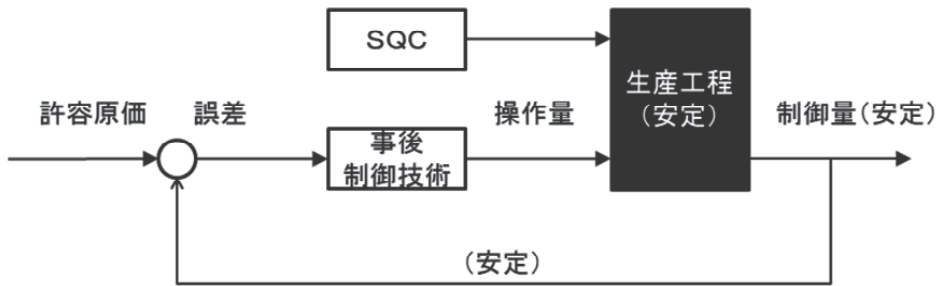 SQC
生産工程
(安定)
許容原価
誤差
事後
制御技術
操作量
制御量(安定)
(安定)